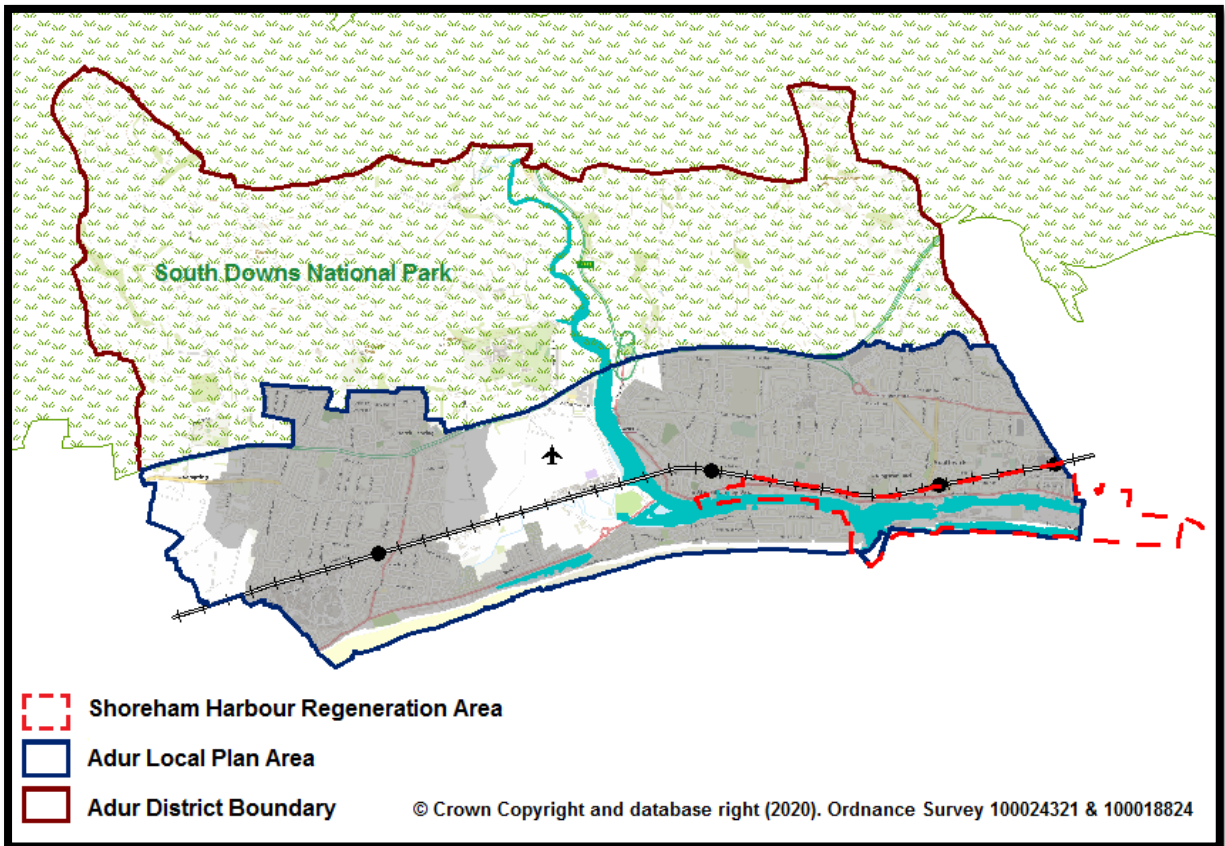 South Downs National Park
Shoreham Harbour Regeneration Area
Adur Local Plan Area
Adur District Boundary
© Crown Copyright and database right (2020). Ordnance Survey 100024321 & 100018824